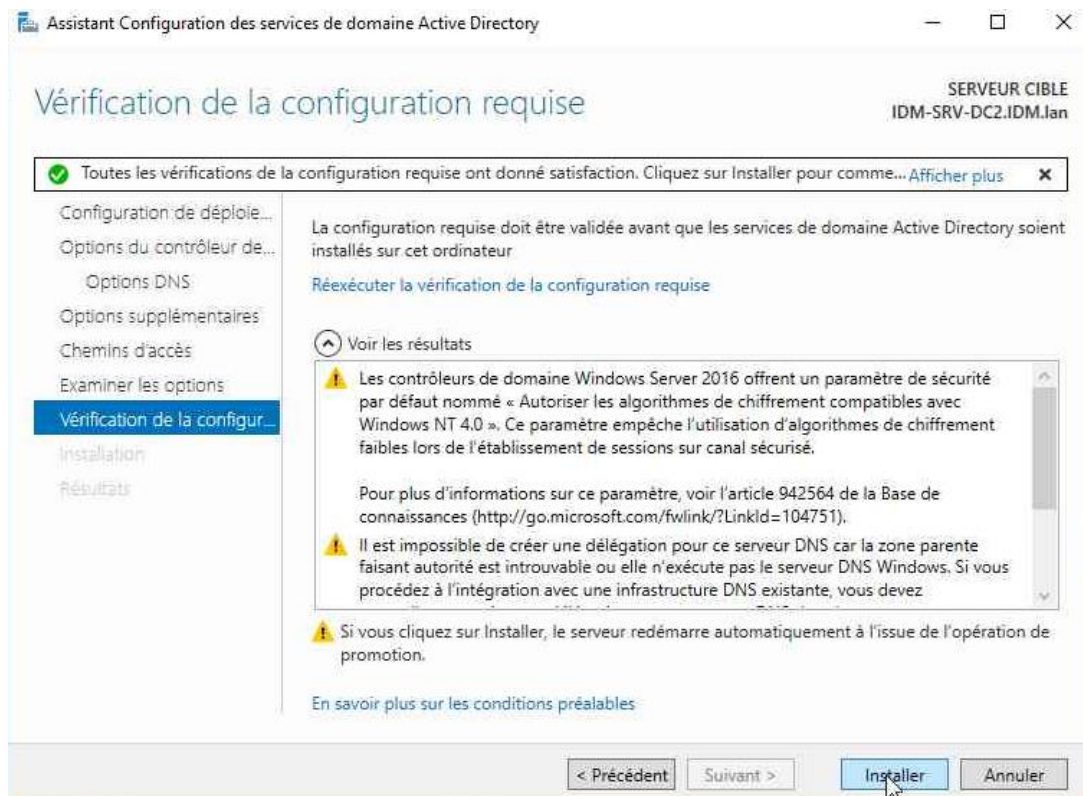 Assistant Configuration des services de domaine Active Directory
Vérification de la configuration requise
SERVEUR CIBLE
IDM-SRV-DC2.IDM.lan
Toutes les vérifications de la configuration requise ont donné satisfaction. Cliquez sur Installer pour comme... Afficher plus
Configuration de déploie...
Options du contrôleur de...
Options DNS
Options supplémentaires
Chemins d'accès
Examiner les options
Vérification de la configur...
Installation
Résultats
La configuration requise doit être validée avant que les services de domaine Active Directory soient
installés sur cet ordinateur
Réexécuter la vérification de la configuration requise
Voir les résultats
Les contrôleurs de domaine Windows Server 2016 offrent un paramètre de sécurité
par défaut nommé « Autoriser les algorithmes de chiffrement compatibles avec
Windows NT 4.0 ». Ce paramètre empêche l'utilisation d'algorithmes de chiffrement
faibles lors de l'établissement de sessions sur canal sécurisé.
Pour plus d'informations sur ce paramètre, voir l'article 942564 de la Base de
connaissances (http://go.microsoft.com/fwlink/?LinkId=104751).
Il est impossible de créer une délégation pour ce serveur DNS car la zone parente
faisant autorité est introuvable ou elle n'exécute pas le serveur DNS Windows. Si vous
procédez à l'intégration avec une infrastructure DNS existante, vous devez
Si vous cliquez sur Installer, le serveur redémarre automatiquement à l'issue de l'opération de
promotion.
En savoir plus sur les conditions préalables
< Précédent
Suivant >
Installer
Annuler